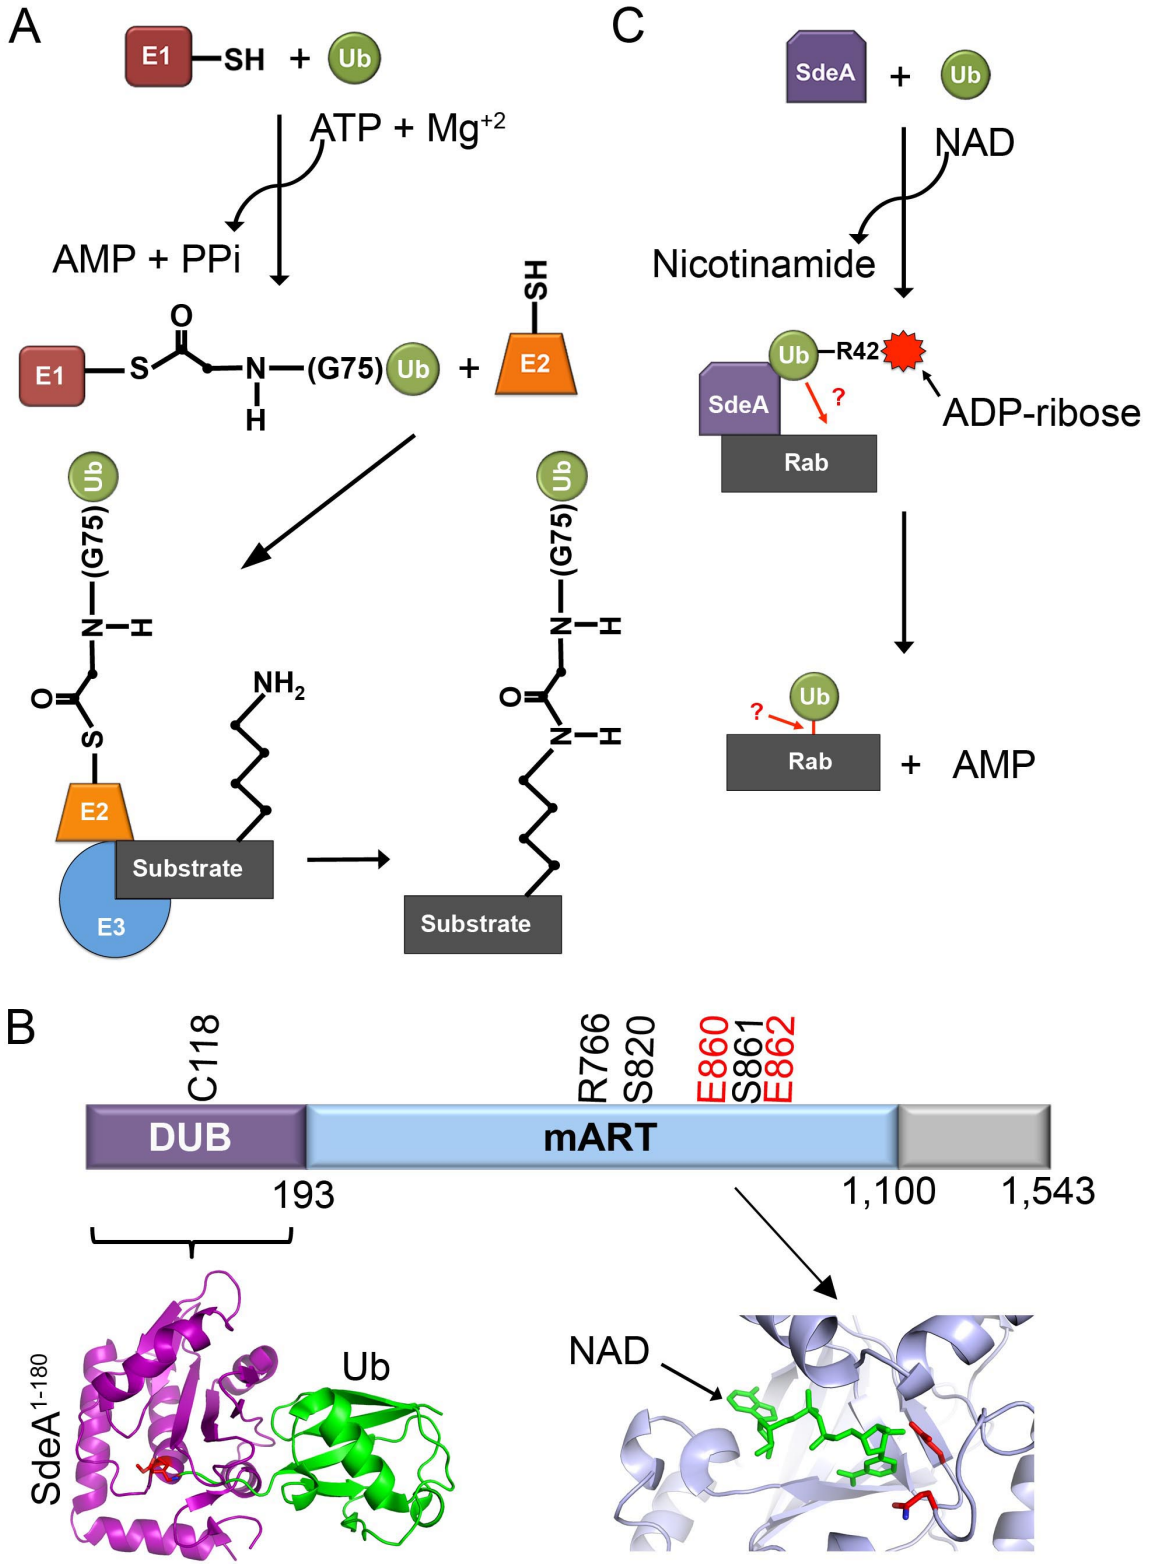 A
E1
SH
+
Ub
ATP + Mg+2
AMP + PPi
E1
S
O
N
H
(G75)
Ub
+
SH
E2
Ub
(G75)
N
H
O
S
E2
E3
Substrate
NH2
Ub
(G75)
N
H
O
N
H
Substrate
C
SdeA
+
Ub
NAD
Nicotinamide
Ub
R42
SdeA
?
ADP-ribose
Rab
?
Ub
Rab
+
AMP
B
C118
R766
S820
E860
S861
E862
DUB
mART
193
1,100
1,543
SdeA1-180
Ub
NAD